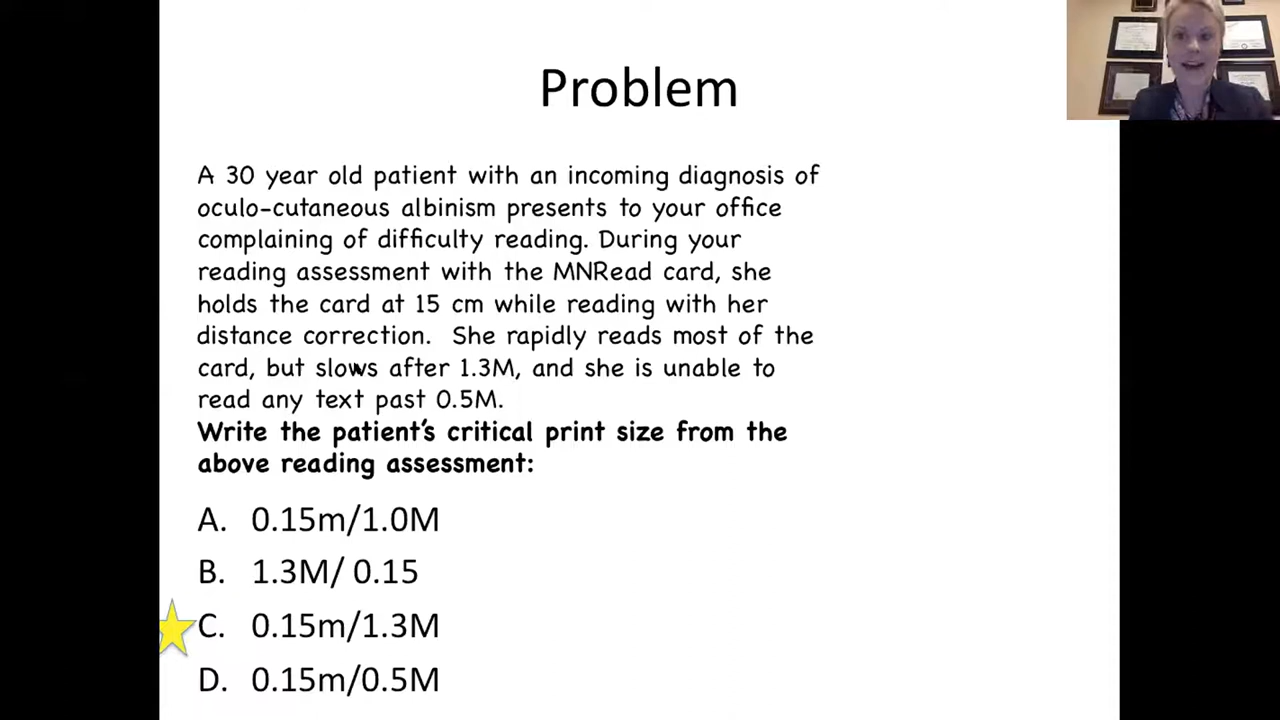 Problem
A 30 year old patient with an incoming diagnosis of
oculo-cutaneous albinism presents to your office
complaining of difficulty reading. During your
reading assessment with the MNRead card, she
holds the card at 15 cm while reading with her
distance correction.  She rapidly reads most of the
card, but slows after 1.3M, and she is unable to
read any text past 0.5M.
Write the patient's critical print size from the
above reading assessment:
A. 0.15m/1.0M
B. 1.3M/ 0.15
C. 0.15m/1.3M
D. 0.15m/0.5M